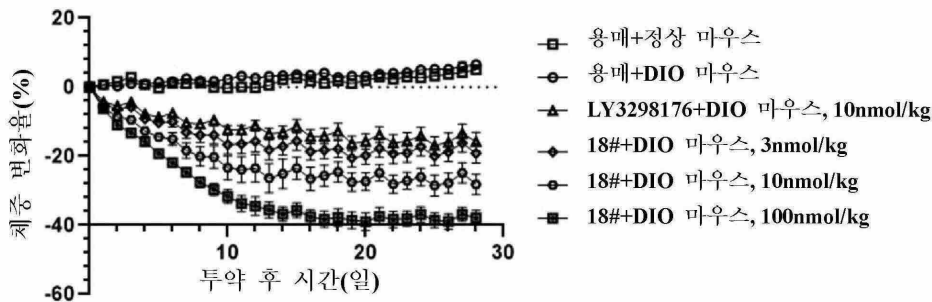 20
0
-20
-40
-60
10
20
30
체중 변화율(%)
투약 후 시간(일)
용매+정상 마우스
용매+DIO 마우스
LY3298176+DIO 마우스, 10nmol/kg
18#+DIO 마우스, 3nmol/kg
18#+DIO 마우스, 10nmol/kg
18#+DIO 마우스, 100nmol/kg